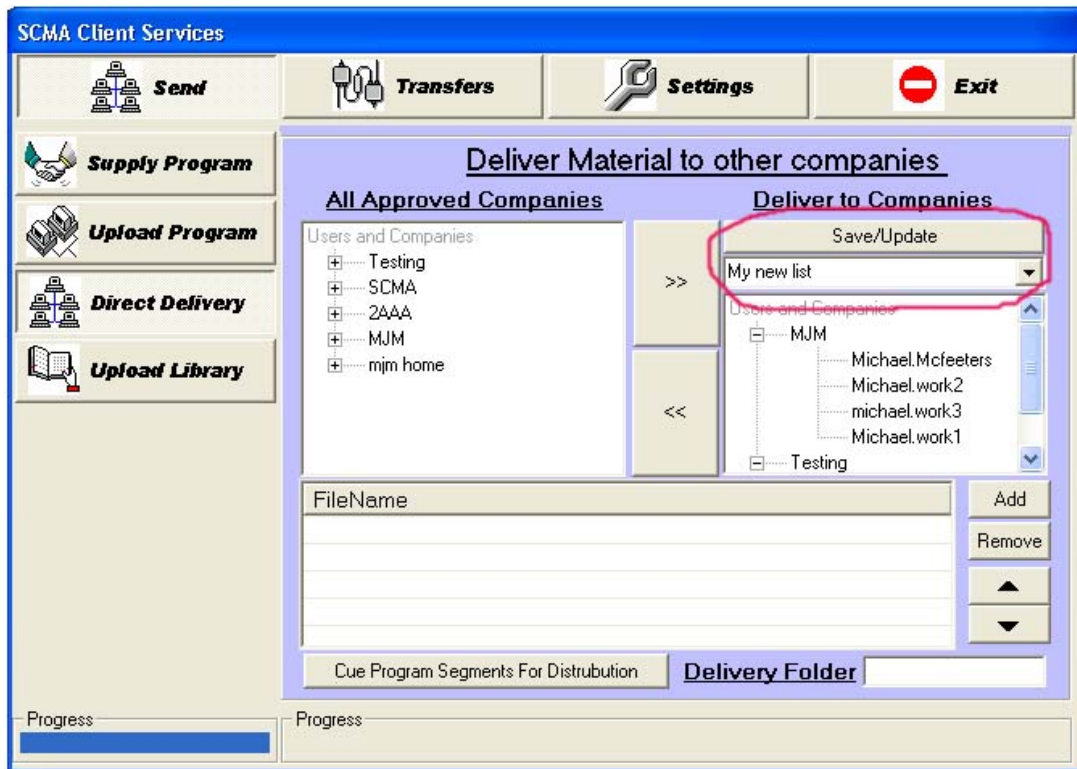 SCMA Client Services
Send
Transfers
Settings
Exit
Supply Program
Upload Program
Direct Delivery
Upload Library
Deliver Material to other companies
All Approved Companies
Users and Companies
Testing
SCMA
2AAA
MJM
mjm home
>>
<<
Deliver to Companies
Save/Update
My new list
Users and Companies
MJM
Michael.Mcfeeters
Michael.work2
michael.work3
Michael.work1
Testing
FileName
Add
Remove
Cue Program Segments For Distrubution
Delivery Folder
Progress
Progress